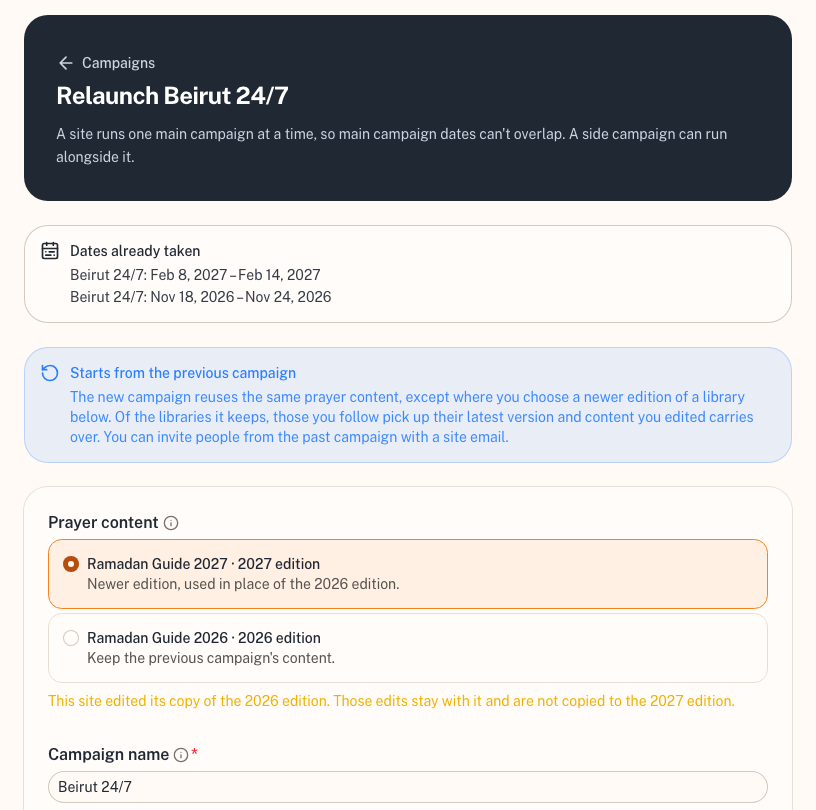 Campaigns
Relaunch Beirut 24/7
A site runs one main campaign at a time, so main campaign dates can't overlap. A side campaign can run
alongside it.
Dates already taken
Beirut 24/7: Feb 8, 2027 – Feb 14, 2027
Beirut 24/7: Nov 18, 2026 – Nov 24, 2026
Starts from the previous campaign
The new campaign reuses the same prayer content, except where you choose a newer edition of a library
below. Of the libraries it keeps, those you follow pick up their latest version and content you edited carries
over. You can invite people from the past campaign with a site email.
Prayer content
Ramadan Guide 2027 · 2027 edition
Newer edition, used in place of the 2026 edition.
Ramadan Guide 2026 · 2026 edition
Keep the previous campaign's content.
This site edited its copy of the 2026 edition. Those edits stay with it and are not copied to the 2027 edition.
Campaign name *
Beirut 24/7